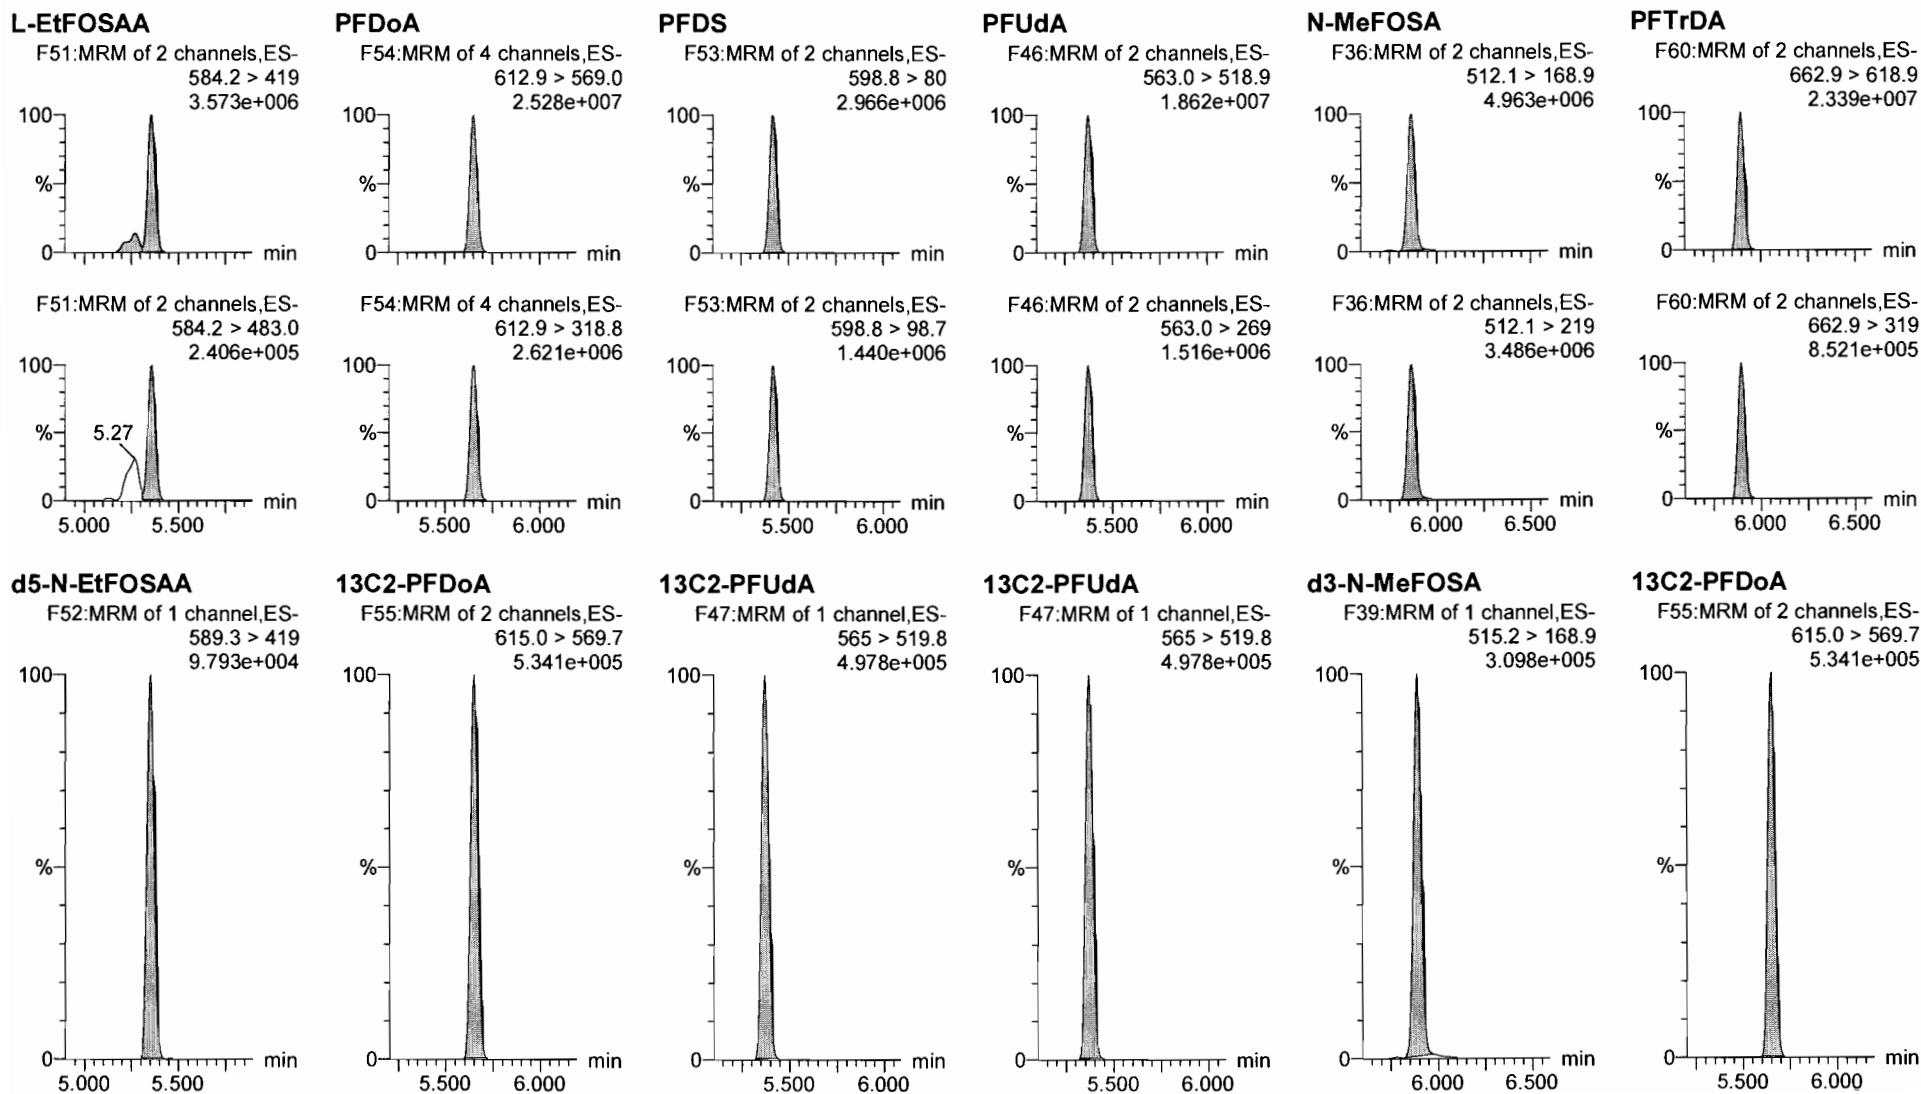 L-EtFOSAA
F51:MRM of 2 channels,ES-
584.2 > 419
3.573e+006
100
%
0
min
PFDoA
F54:MRM of 4 channels,ES-
612.9 > 569.0
2.528e+007
100
%
0
min
PFDS
F53:MRM of 2 channels,ES-
598.8 > 80
2.966e+006
100
%
0
min
PFUdA
F46:MRM of 2 channels,ES-
563.0 > 518.9
1.862e+007
100
%
0
min
N-MeFOSA
F36:MRM of 2 channels,ES-
512.1 > 168.9
4.963e+006
100
%
0
min
PFTrDA
F60:MRM of 2 channels,ES-
662.9 > 618.9
2.339e+007
100
%
0
min
F51:MRM of 2 channels,ES-
584.2 > 483.0
2.406e+005
100
5.27
%
0
min
5.000 5.500
F54:MRM of 4 channels,ES-
612.9 > 318.8
2.621e+006
100
%
0
min
5.500 6.000
F53:MRM of 2 channels,ES-
598.8 > 98.7
1.440e+006
100
%
0
min
5.500 6.000
F46:MRM of 2 channels,ES-
563.0 > 269
1.516e+006
100
%
0
min
5.500 6.000
F36:MRM of 2 channels,ES-
512.1 > 219
3.486e+006
100
%
0
min
6.000 6.500
F60:MRM of 2 channels,ES-
662.9 > 319
8.521e+005
100
%
0
min
6.000 6.500
d5-N-EtFOSAA
F52:MRM of 1 channel,ES-
589.3 > 419
9.793e+004
100
%
0
min
5.000 5.500
13C2-PFDoA
F55:MRM of 2 channels,ES-
615.0 > 569.7
5.341e+005
100
%
0
min
5.500 6.000
13C2-PFUdA
F47:MRM of 1 channel,ES-
565 > 519.8
4.978e+005
100
%
0
min
5.500 6.000
13C2-PFUdA
F47:MRM of 1 channel,ES-
565 > 519.8
4.978e+005
100
%
0
min
5.500 6.000
d3-N-MeFOSA
F39:MRM of 1 channel,ES-
515.2 > 168.9
3.098e+005
100
%
0
min
6.000 6.500
13C2-PFDoA
F55:MRM of 2 channels,ES-
615.0 > 569.7
5.341e+005
100
%
0
min
5.500 6.000